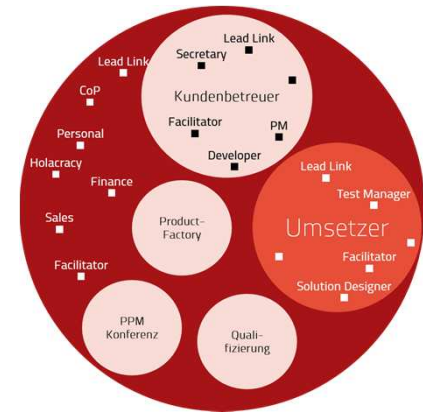 Lead Link
CoP
Personal
Holacracy
Finance
Sales
Facilitator
Lead Link
Secretary
Kundenbetreuer
Facilitator
PM
Developer
Lead Link
Test Manager
Umsetzer
Facilitator
Solution Designer
Product-
Factory
PPM
Konferenz
Quali-
fizierung